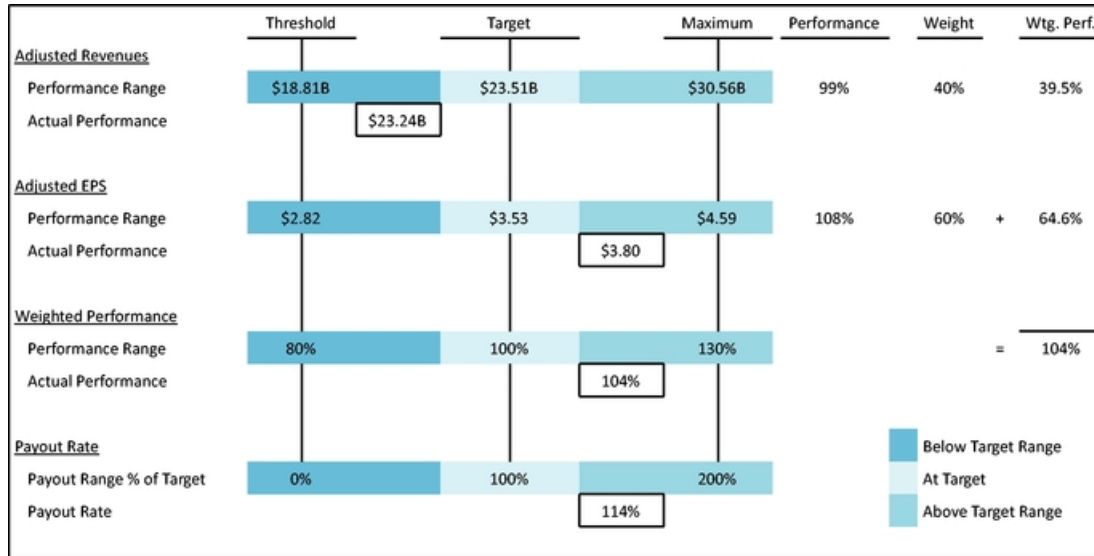 Threshold Target Maximum Performance Weight Wtg. Perf.
Adjusted Revenues
Performance Range $18.81B $23.51B $30.56B 99% 40% 39.5%
Actual Performance $23.24B
Adjusted EPS
Performance Range $2.82 $3.53 $4.59 108% 60% + 64.6%
Actual Performance $3.80
Weighted Performance
Performance Range 80% 100% 130% = 104%
Actual Performance 104%
Payout Rate
Below Target Range
Payout Range % of Target 0% 100% 200% At Target
Payout Rate 114% Above Target Range